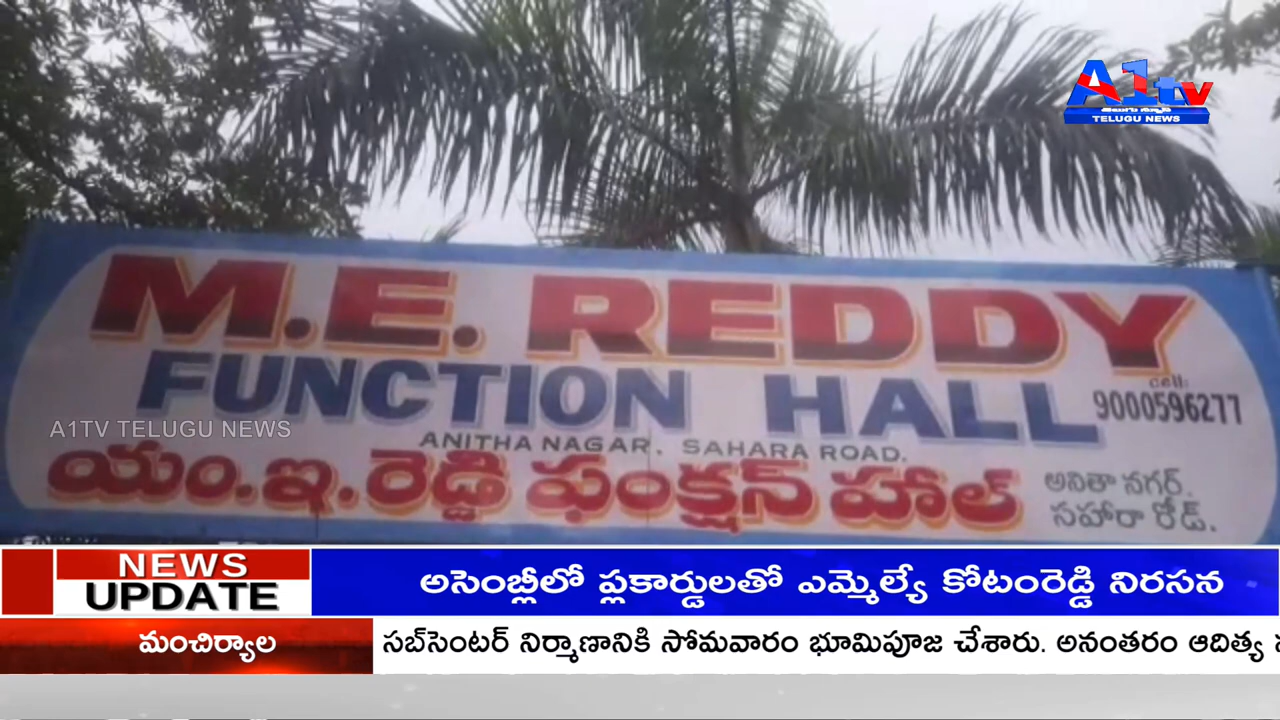 A1tv
తెలుగు న్యూస్
TELUGU NEWS
M.E. REDDY
FUNCTION HALL
cell:
9000596277
A1TV TELUGU NEWS
ANITHA NAGAR, SAHARA ROAD.
యం.ఇ.రెడ్డి ఫంక్షన్ హాల్
అనితా నగర్,
సహారా రోడ్.
NEWS
UPDATE
అసెంబ్లీలో ప్లకార్డులతో ఎమ్మెల్యే కోటంరెడ్డి నిరసన
మంచిర్యాల
సబ్‌సెంటర్ నిర్మాణానికి సోమవారం భూమిపూజ చేశారు. అనంతరం ఆదిత్య